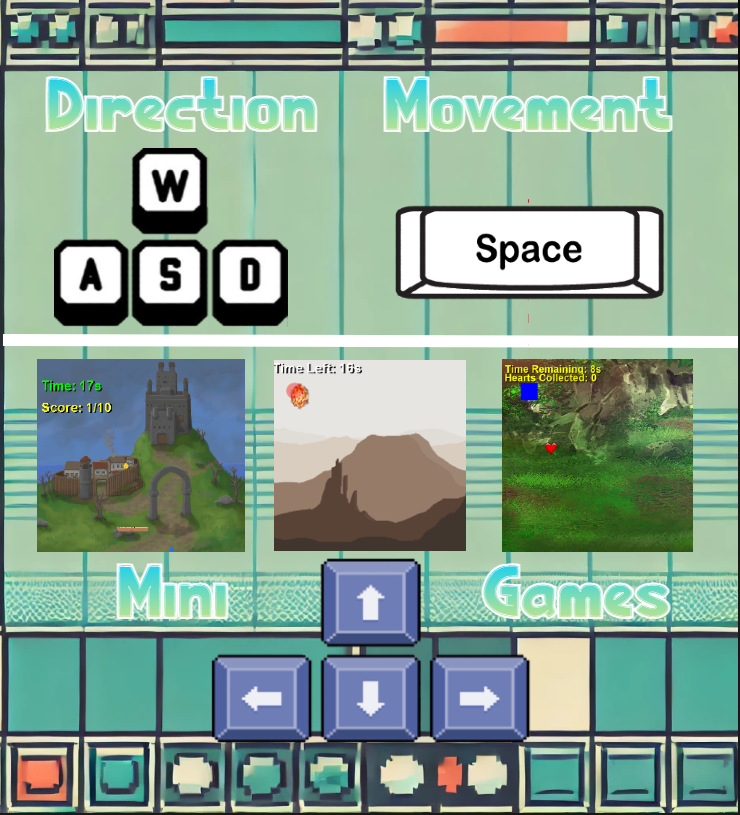 Direction Movement
W
A S D
Space
Time: 17s
Score: 1/10
Time Left: 16s
Time Remaining: 8s
Hearts Collected: 0
Mini Games